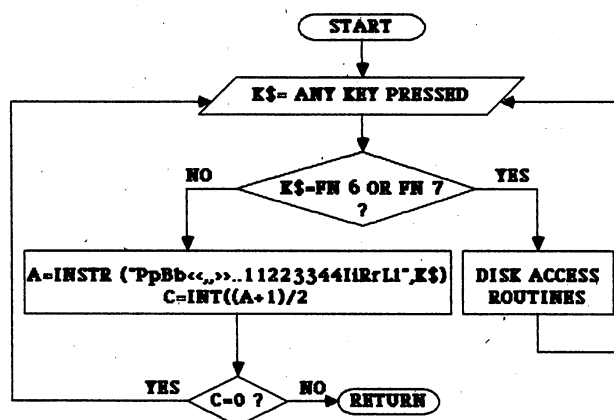 START
K$= ANY KEY PRESSED
NO
K$=FN 6 OR FN 7
?
YES
A=INSTR ("PpBb<<,,>>..11223344IiRrLl",K$)
C=INT((A+1)/2
DISK ACCESS
ROUTINES
YES
C=0 ?
NO
RETURN